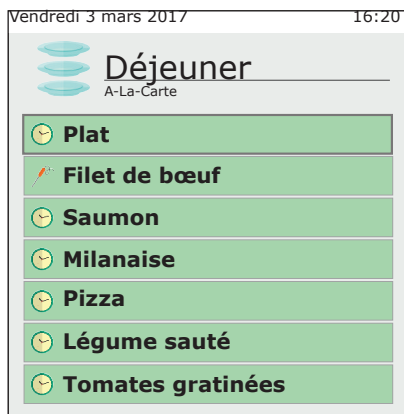 Vendredi 3 mars 2017 16:20
Déjeuner
A-La-Carte
Plat
Filet de bœuf
Saumon
Milanaise
Pizza
Légume sauté
Tomates gratinées